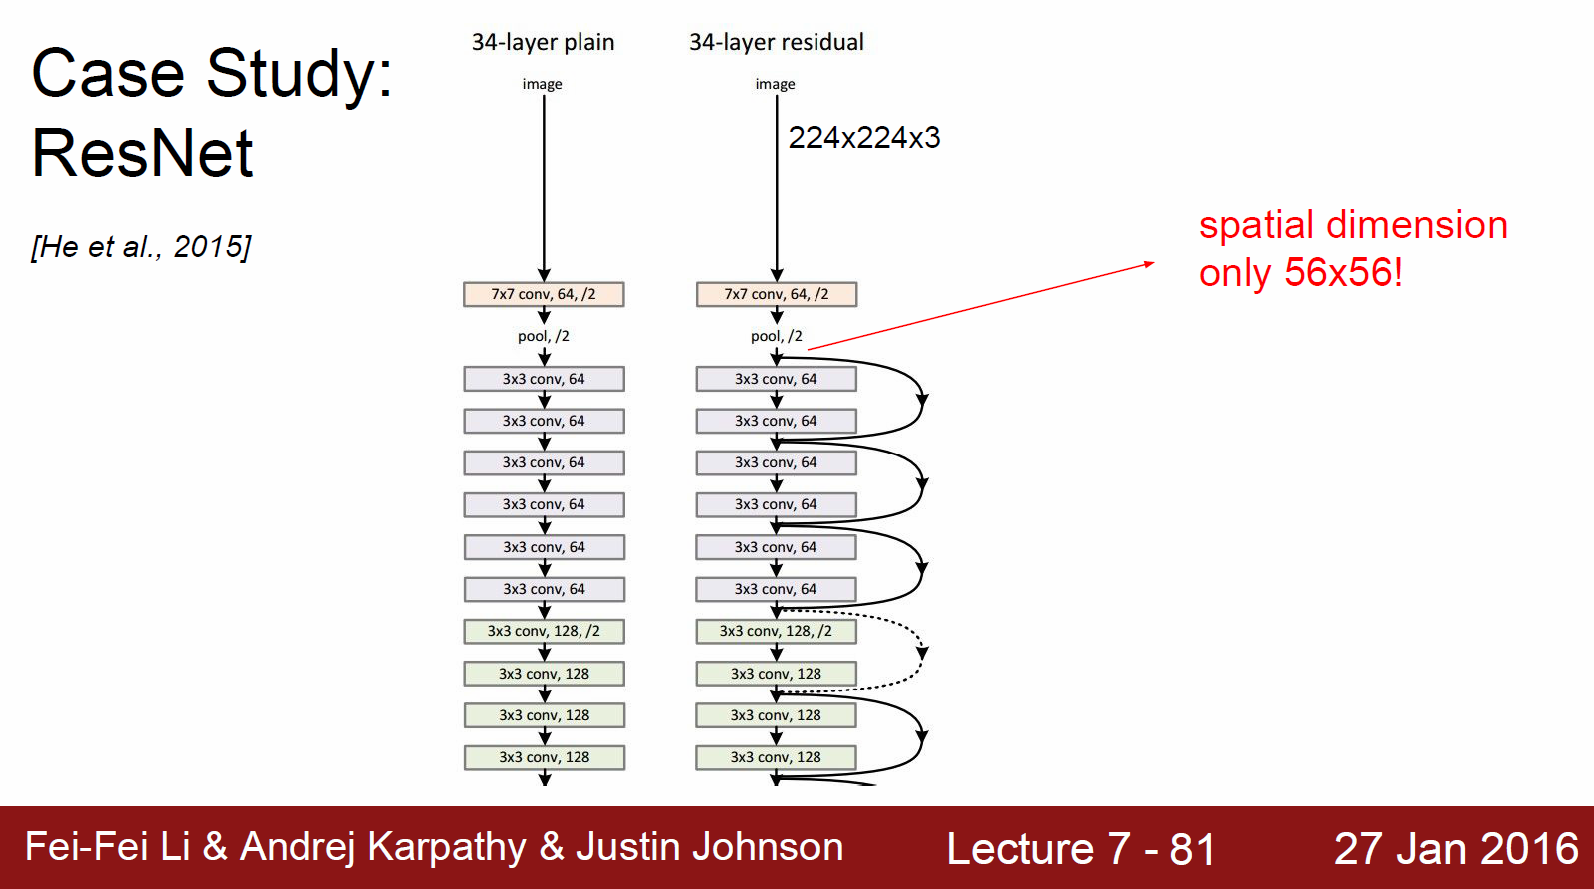 Case Study:
ResNet
[He et al., 2015]
34-layer plain
image
7x7 conv, 64, /2
pool, /2
3x3 conv, 64
3x3 conv, 64
3x3 conv, 64
3x3 conv, 64
3x3 conv, 64
3x3 conv, 64
3x3 conv, 128, /2
3x3 conv, 128
3x3 conv, 128
3x3 conv, 128
34-layer residual
image
224x224x3
7x7 conv, 64, /2
pool, /2
3x3 conv, 64
3x3 conv, 64
3x3 conv, 64
3x3 conv, 64
3x3 conv, 64
3x3 conv, 64
3x3 conv, 128, /2
3x3 conv, 128
3x3 conv, 128
3x3 conv, 128
spatial dimension
only 56x56!
Fei-Fei Li & Andrej Karpathy & Justin Johnson
Lecture 7 - 81
27 Jan 2016